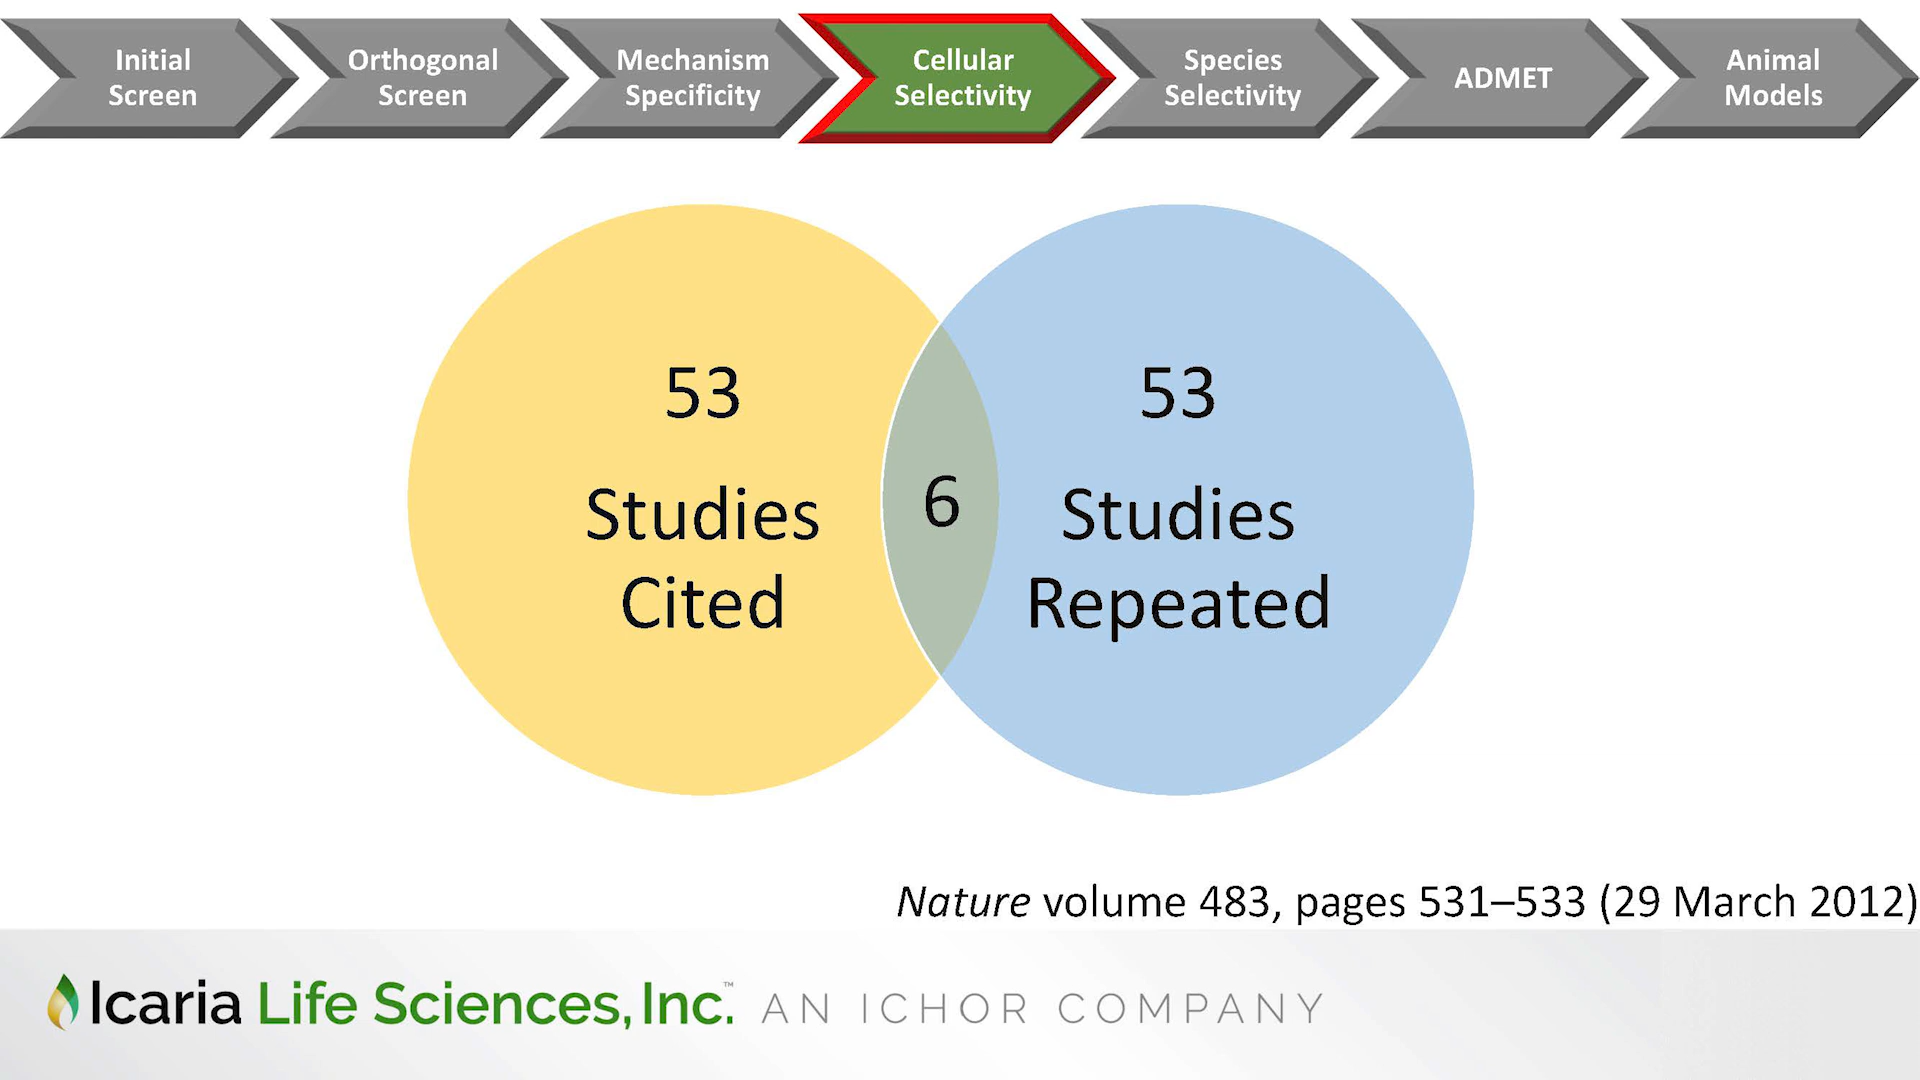 Initial
Screen
Orthogonal
Screen
Mechanism
Specificity
Cellular
Selectivity
Species
Selectivity
ADMET
Animal
Models
53
Studies
Cited
6
53
Studies
Repeated
Nature volume 483, pages 531–533 (29 March 2012)
Icaria Life Sciences, Inc.™ AN ICHOR COMPANY